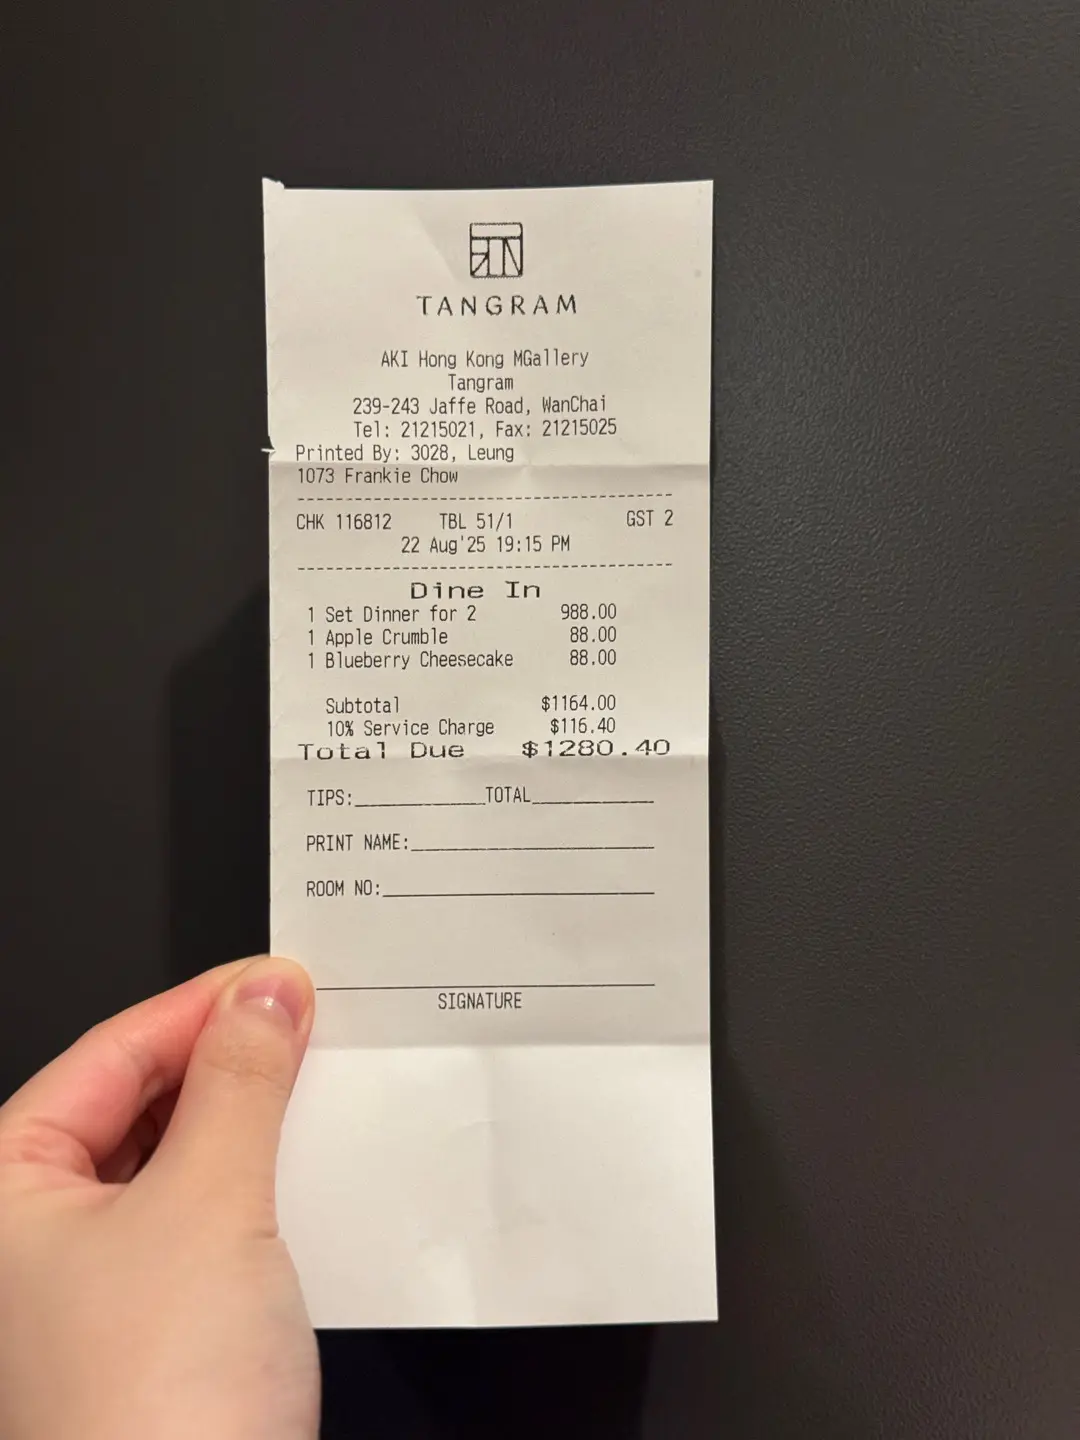 TANGRAM
AKI Hong Kong MGallery
Tangram
239-243 Jaffe Road, WanChai
Tel: 21215021, Fax: 21215025
Printed By: 3028, Leung
1073 Frankie Chow
CHK 116812 TBL 51/1 GST 2
22 Aug'25 19:15 PM
Dine In
1 Set Dinner for 2 988.00
1 Apple Crumble 88.00
1 Blueberry Cheesecake 88.00
Subtotal $1164.00
10% Service Charge $116.40
Total Due $1280.40
TIPS:____________TOTAL____________
PRINT NAME:________________________
ROOM NO:___________________________
SIGNATURE